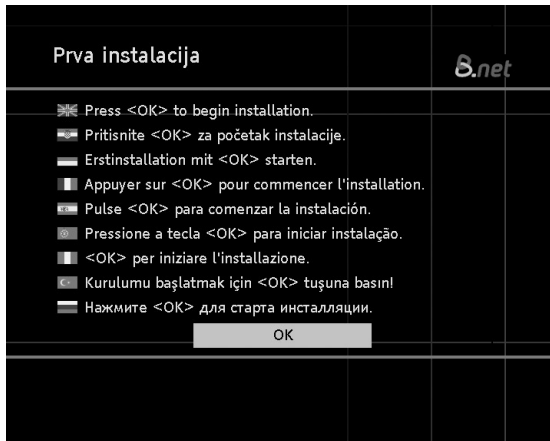 Prva instalacija
B.net
Press <OK> to begin installation.
Pritisnite <OK> za početak instalacije.
Erstinstallation mit <OK> starten.
Appuyer sur <OK> pour commencer l'installation.
Pulse <OK> para comenzar la instalación.
Pressione a tecla <OK> para iniciar instalação.
<OK> per iniziare l'installazione.
Kurulumu başlatmak için <OK> tuşuna basın!
Нажмите <OK> для старта инсталляции.
OK